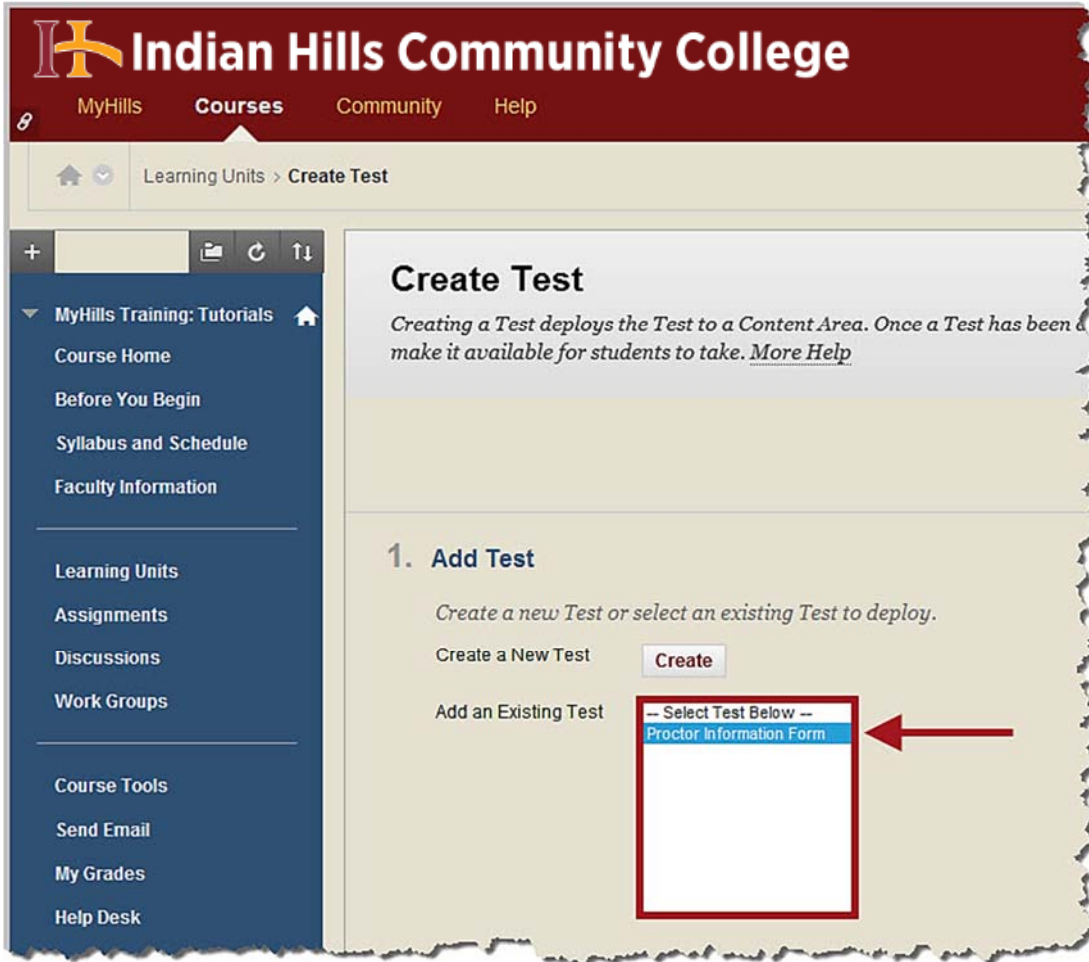 Indian Hills Community College
MyHills Courses Community Help
Learning Units > Create Test
MyHills Training: Tutorials
Course Home
Before You Begin
Syllabus and Schedule
Faculty Information
Learning Units
Assignments
Discussions
Work Groups
Course Tools
Send Email
My Grades
Help Desk
Create Test
Creating a Test deploys the Test to a Content Area. Once a Test has been
make it available for students to take. More Help
1. Add Test
Create a new Test or select an existing Test to deploy.
Create a New Test Create
Add an Existing Test
-- Select Test Below --
Proctor Information Form